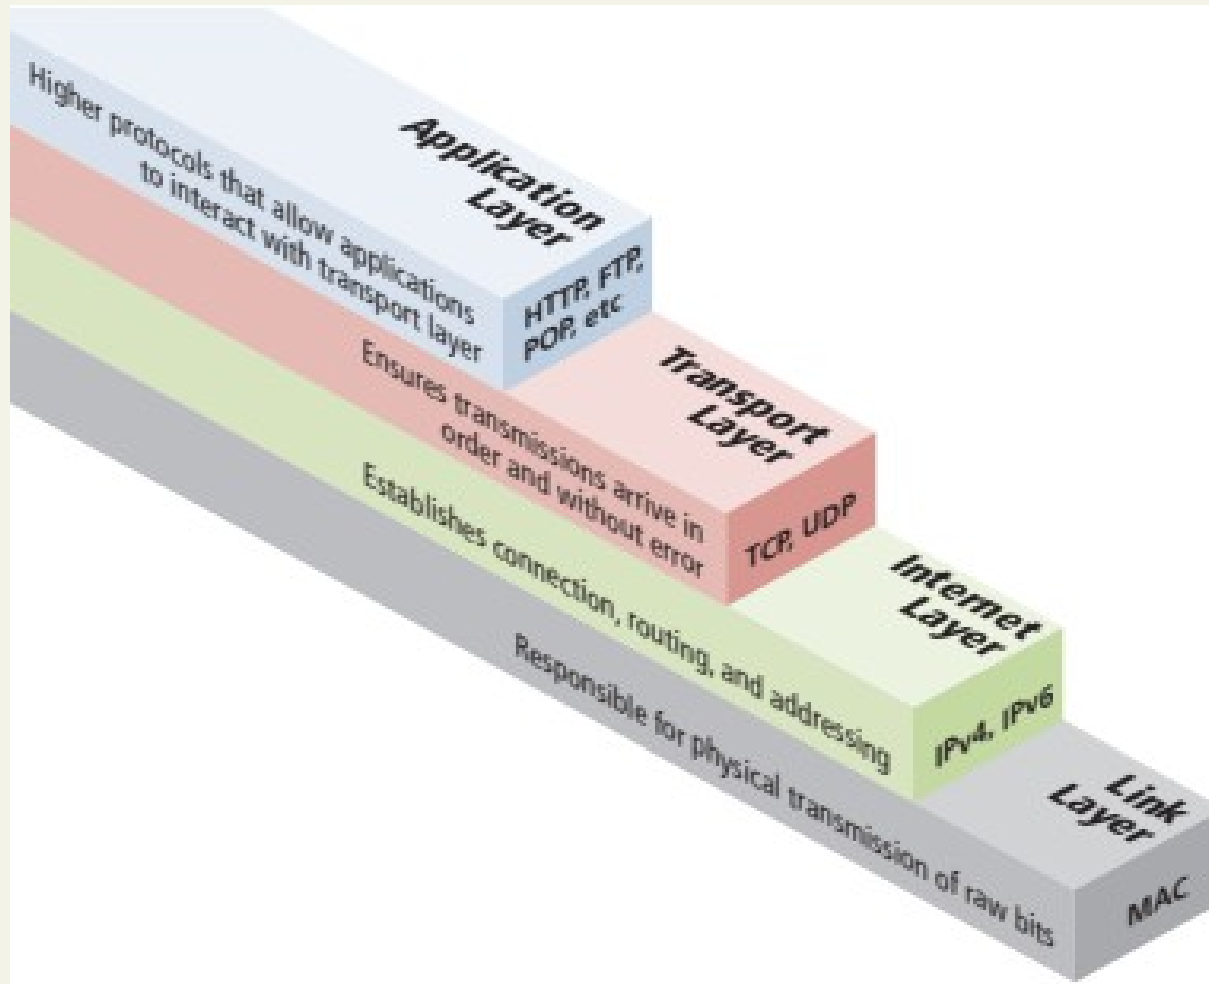 Application
Layer
Higher protocols that allow applications
to interact with transport layer
HTTP, FTP,
POP, etc
Transport
Layer
Ensures transmissions arrive in
order and without error
TCP, UDP
Internet
Layer
Establishes connection, routing, and addressing
IPv4, IPv6
Link
Layer
Responsible for physical transmission of raw bits
MAC